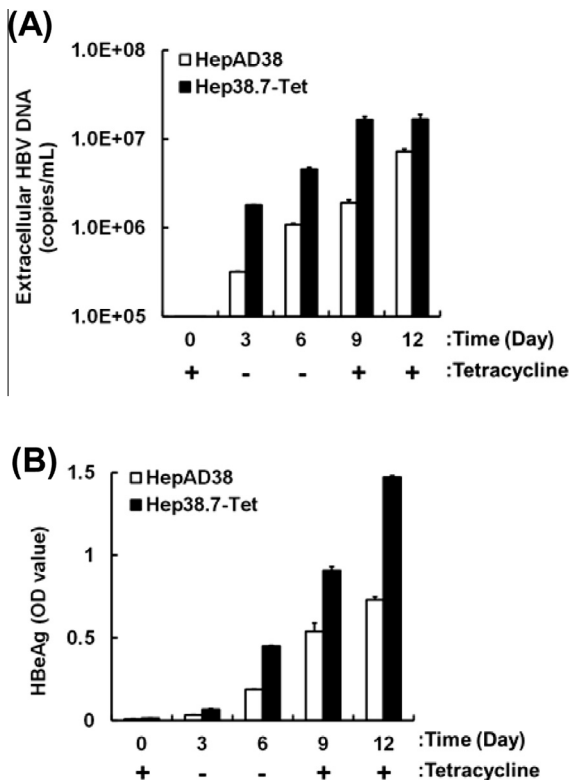 (A)
1.0E+08
1.0E+07
1.0E+06
1.0E+05
Extracellular HBV DNA
(copies/mL)
HepAD38
Hep38.7-Tet
0 3 6 9 12 :Time (Day)
+ - - + + :Tetracycline
(B)
1.5
1
0.5
0
HBeAg (OD value)
HepAD38
Hep38.7-Tet
0 3 6 9 12 :Time (Day)
+ - - + + :Tetracycline